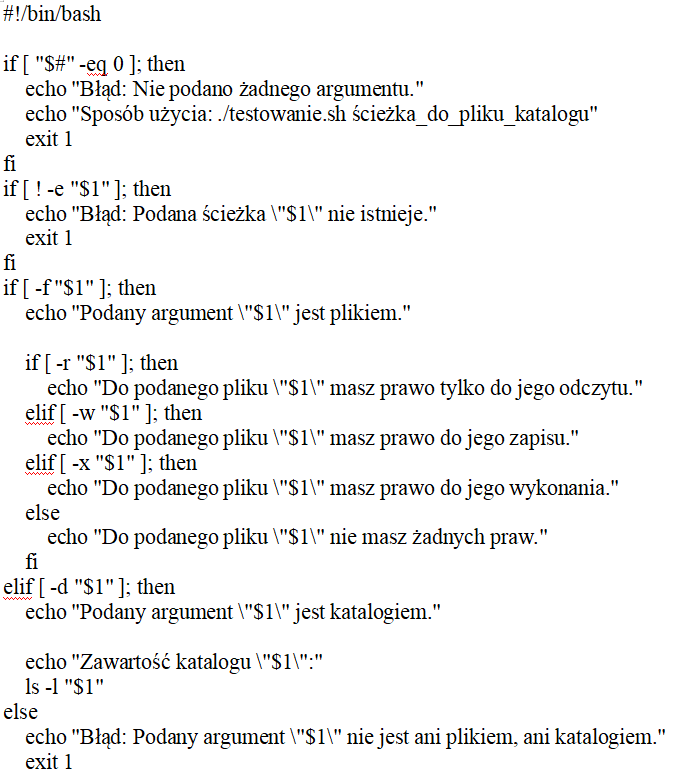 #!/bin/bash

if [ "$#" -eq 0 ]; then
    echo "Błąd: Nie podano żadnego argumentu."
    echo "Sposób użycia: ./testowanie.sh ścieżka_do_pliku_katalogu"
    exit 1
fi
if [ ! -e "$1" ]; then
    echo "Błąd: Podana ścieżka \"$1\" nie istnieje."
    exit 1
fi
if [ -f "$1" ]; then
    echo "Podany argument \"$1\" jest plikiem."

    if [ -r "$1" ]; then
        echo "Do podanego pliku \"$1\" masz prawo tylko do jego odczytu."
    elif [ -w "$1" ]; then
        echo "Do podanego pliku \"$1\" masz prawo do jego zapisu."
    elif [ -x "$1" ]; then
        echo "Do podanego pliku \"$1\" masz prawo do jego wykonania."
    else
        echo "Do podanego pliku \"$1\" nie masz żadnych praw."
    fi
elif [ -d "$1" ]; then
    echo "Podany argument \"$1\" jest katalogiem."

    echo "Zawartość katalogu \"$1\":"
    ls -l "$1"
else
    echo "Błąd: Podany argument \"$1\" nie jest ani plikiem, ani katalogiem."
    exit 1